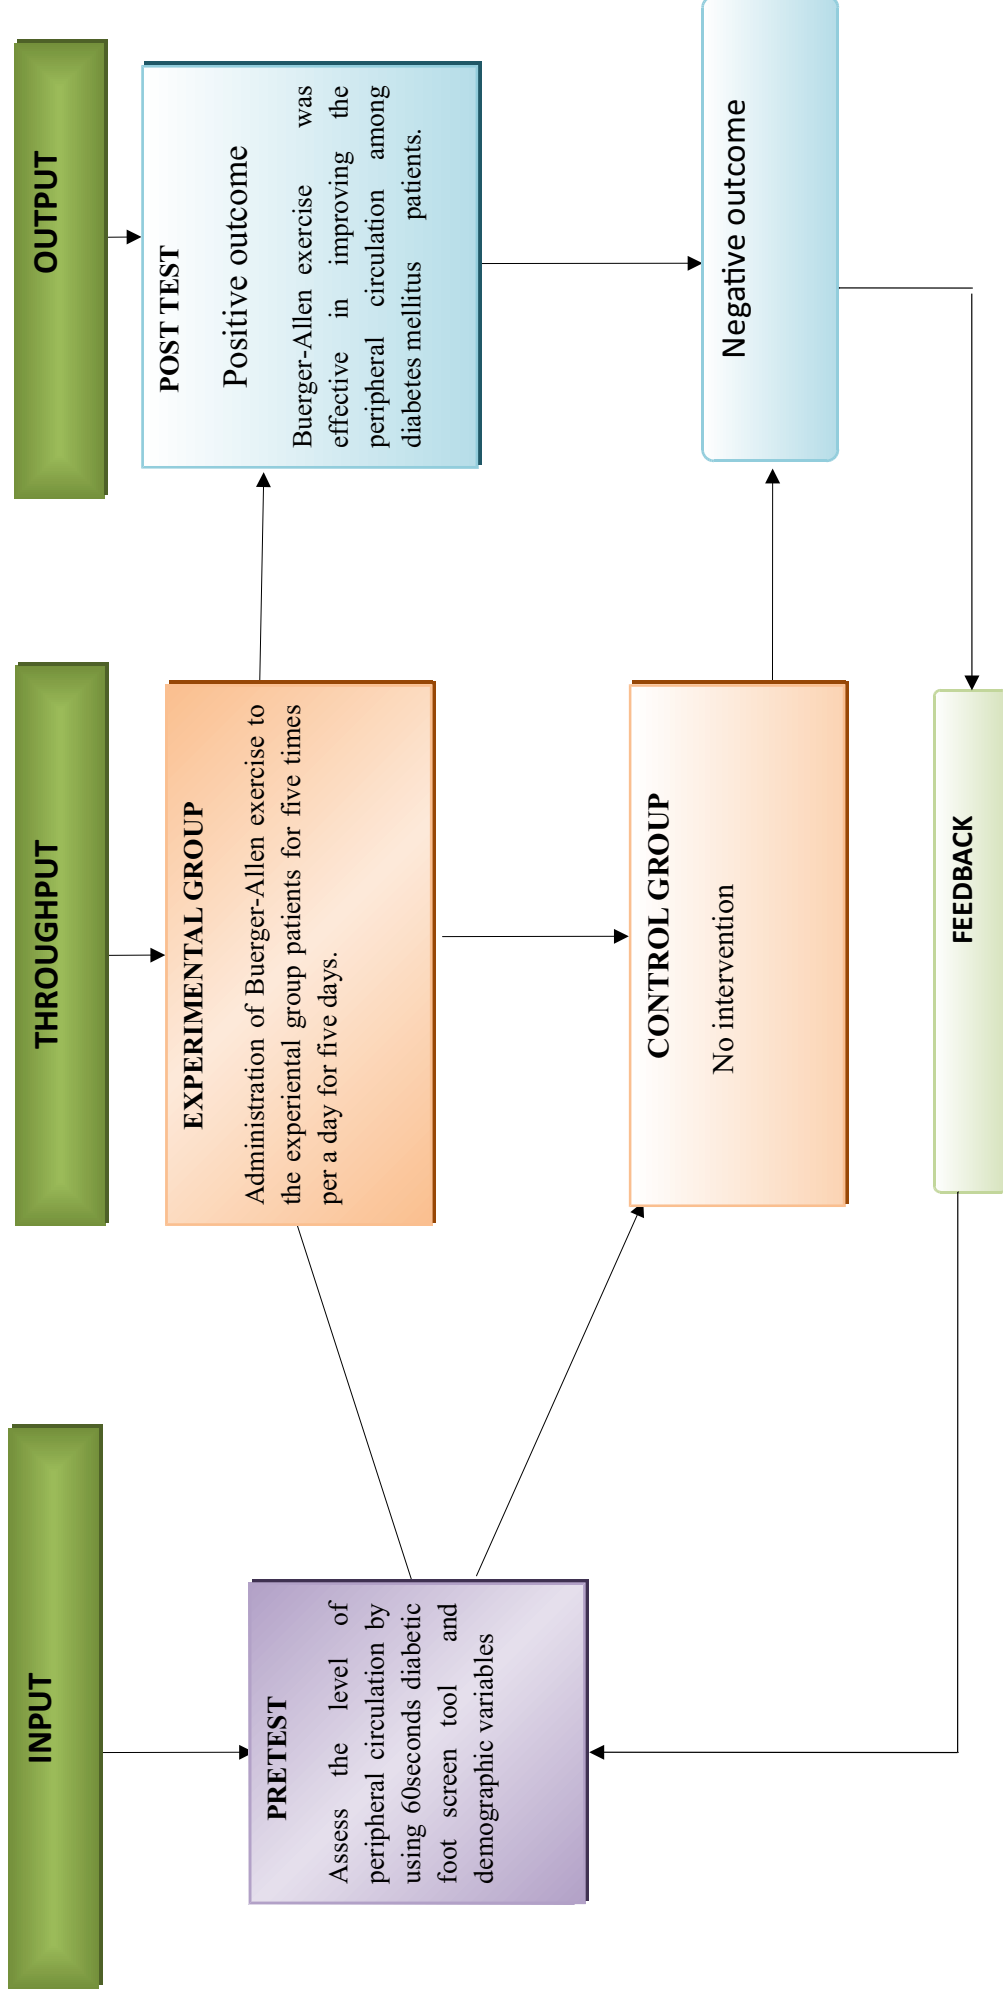 INPUT
THROUGHPUT
OUTPUT
PRETEST
Assess the level of
peripheral circulation by
using 60seconds diabetic
foot screen tool and
demographic variables
EXPERIMENTAL GROUP
Administration of Buerger-Allen exercise to
the experiental group patients for five times
per a day for five days.
POST TEST
Positive outcome
Buerger-Allen exercise was
effective in improving the
peripheral circulation among
diabetes mellitus patients.
CONTROL GROUP
No intervention
Negative outcome
FEEDBACK